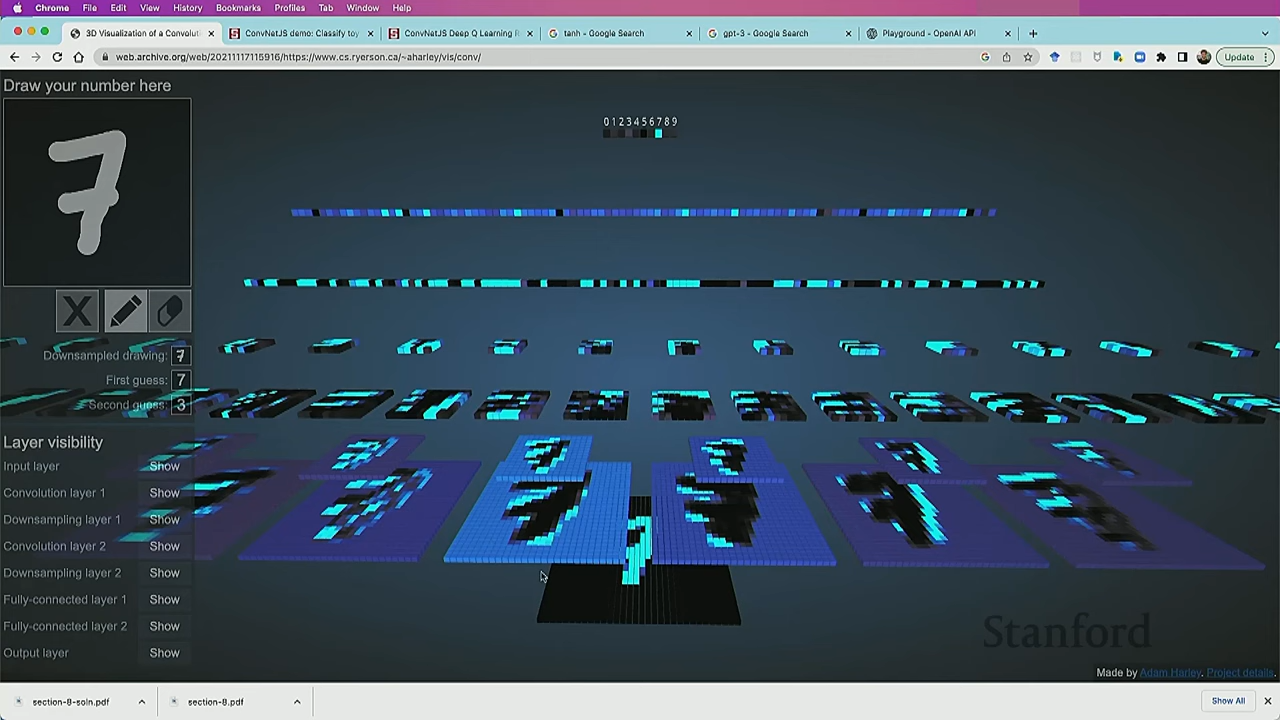 Chrome File Edit View History Bookmarks Profiles Tab Window Help
3D Visualization of a Convolut ConvNetJS demo: Classify toy ConvNetJS Deep Q Learning R tanh - Google Search gpt-3 - Google Search Playground - OpenAI API
web.archive.org/web/20211117115916/https://www.cs.ryerson.ca/~aharley/vis/conv/ Update
Draw your number here
7
0 1 2 3 4 5 6 7 8 9
X
Downsampled drawing: 7
First guess: 7
Second guess: 3
Layer visibility
Input layer Show
Convolution layer 1 Show
Downsampling layer 1 Show
Convolution layer 2 Show
Downsampling layer 2 Show
Fully-connected layer 1 Show
Fully-connected layer 2 Show
Output layer Show
Stanford
Made by Adam Harley. Project details.
section-8-soln.pdf section-8.pdf Show All